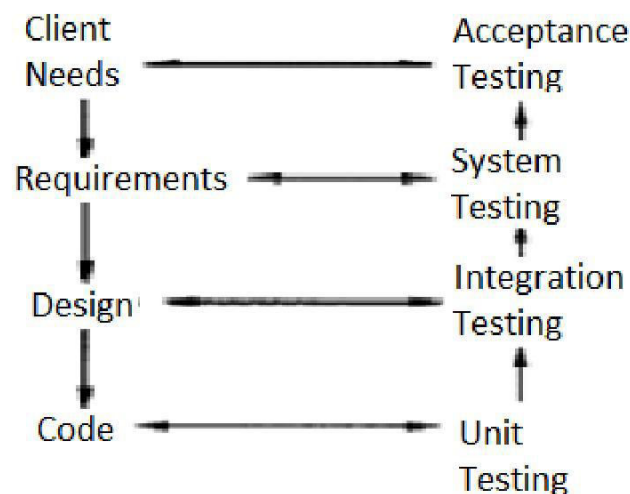 Client
Needs
Acceptance
Testing
Requirements
System
Testing
Design
Integration
Testing
Code
Unit
Testing